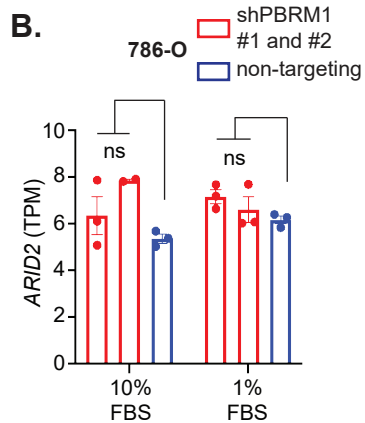 B.
786-O
shPBRM1
#1 and #2
non-targeting
ARID2 (TPM)
10
8
6
4
2
0
ns
ns
10%
FBS
1%
FBS